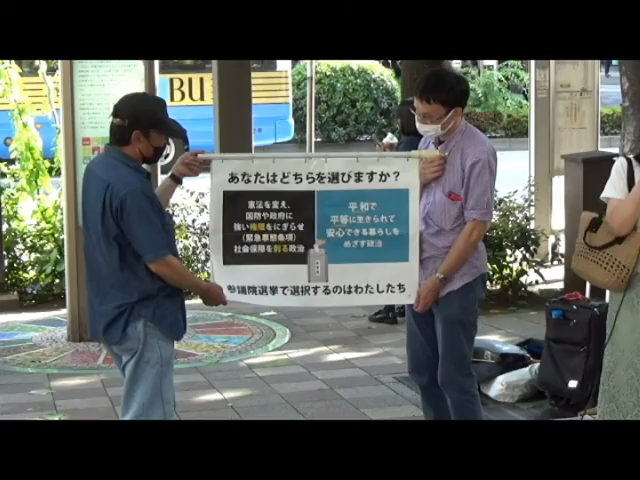 BU
あなたはどちらを選びますか？
憲法を変え、
国防や政府に
強い権限をにぎらせ
(緊急事態条項)
社会保障を削る政治
平和で
平等に生きられて
安心できる暮らしを
めざす政治
参議院選挙で選択するのはわたしたち